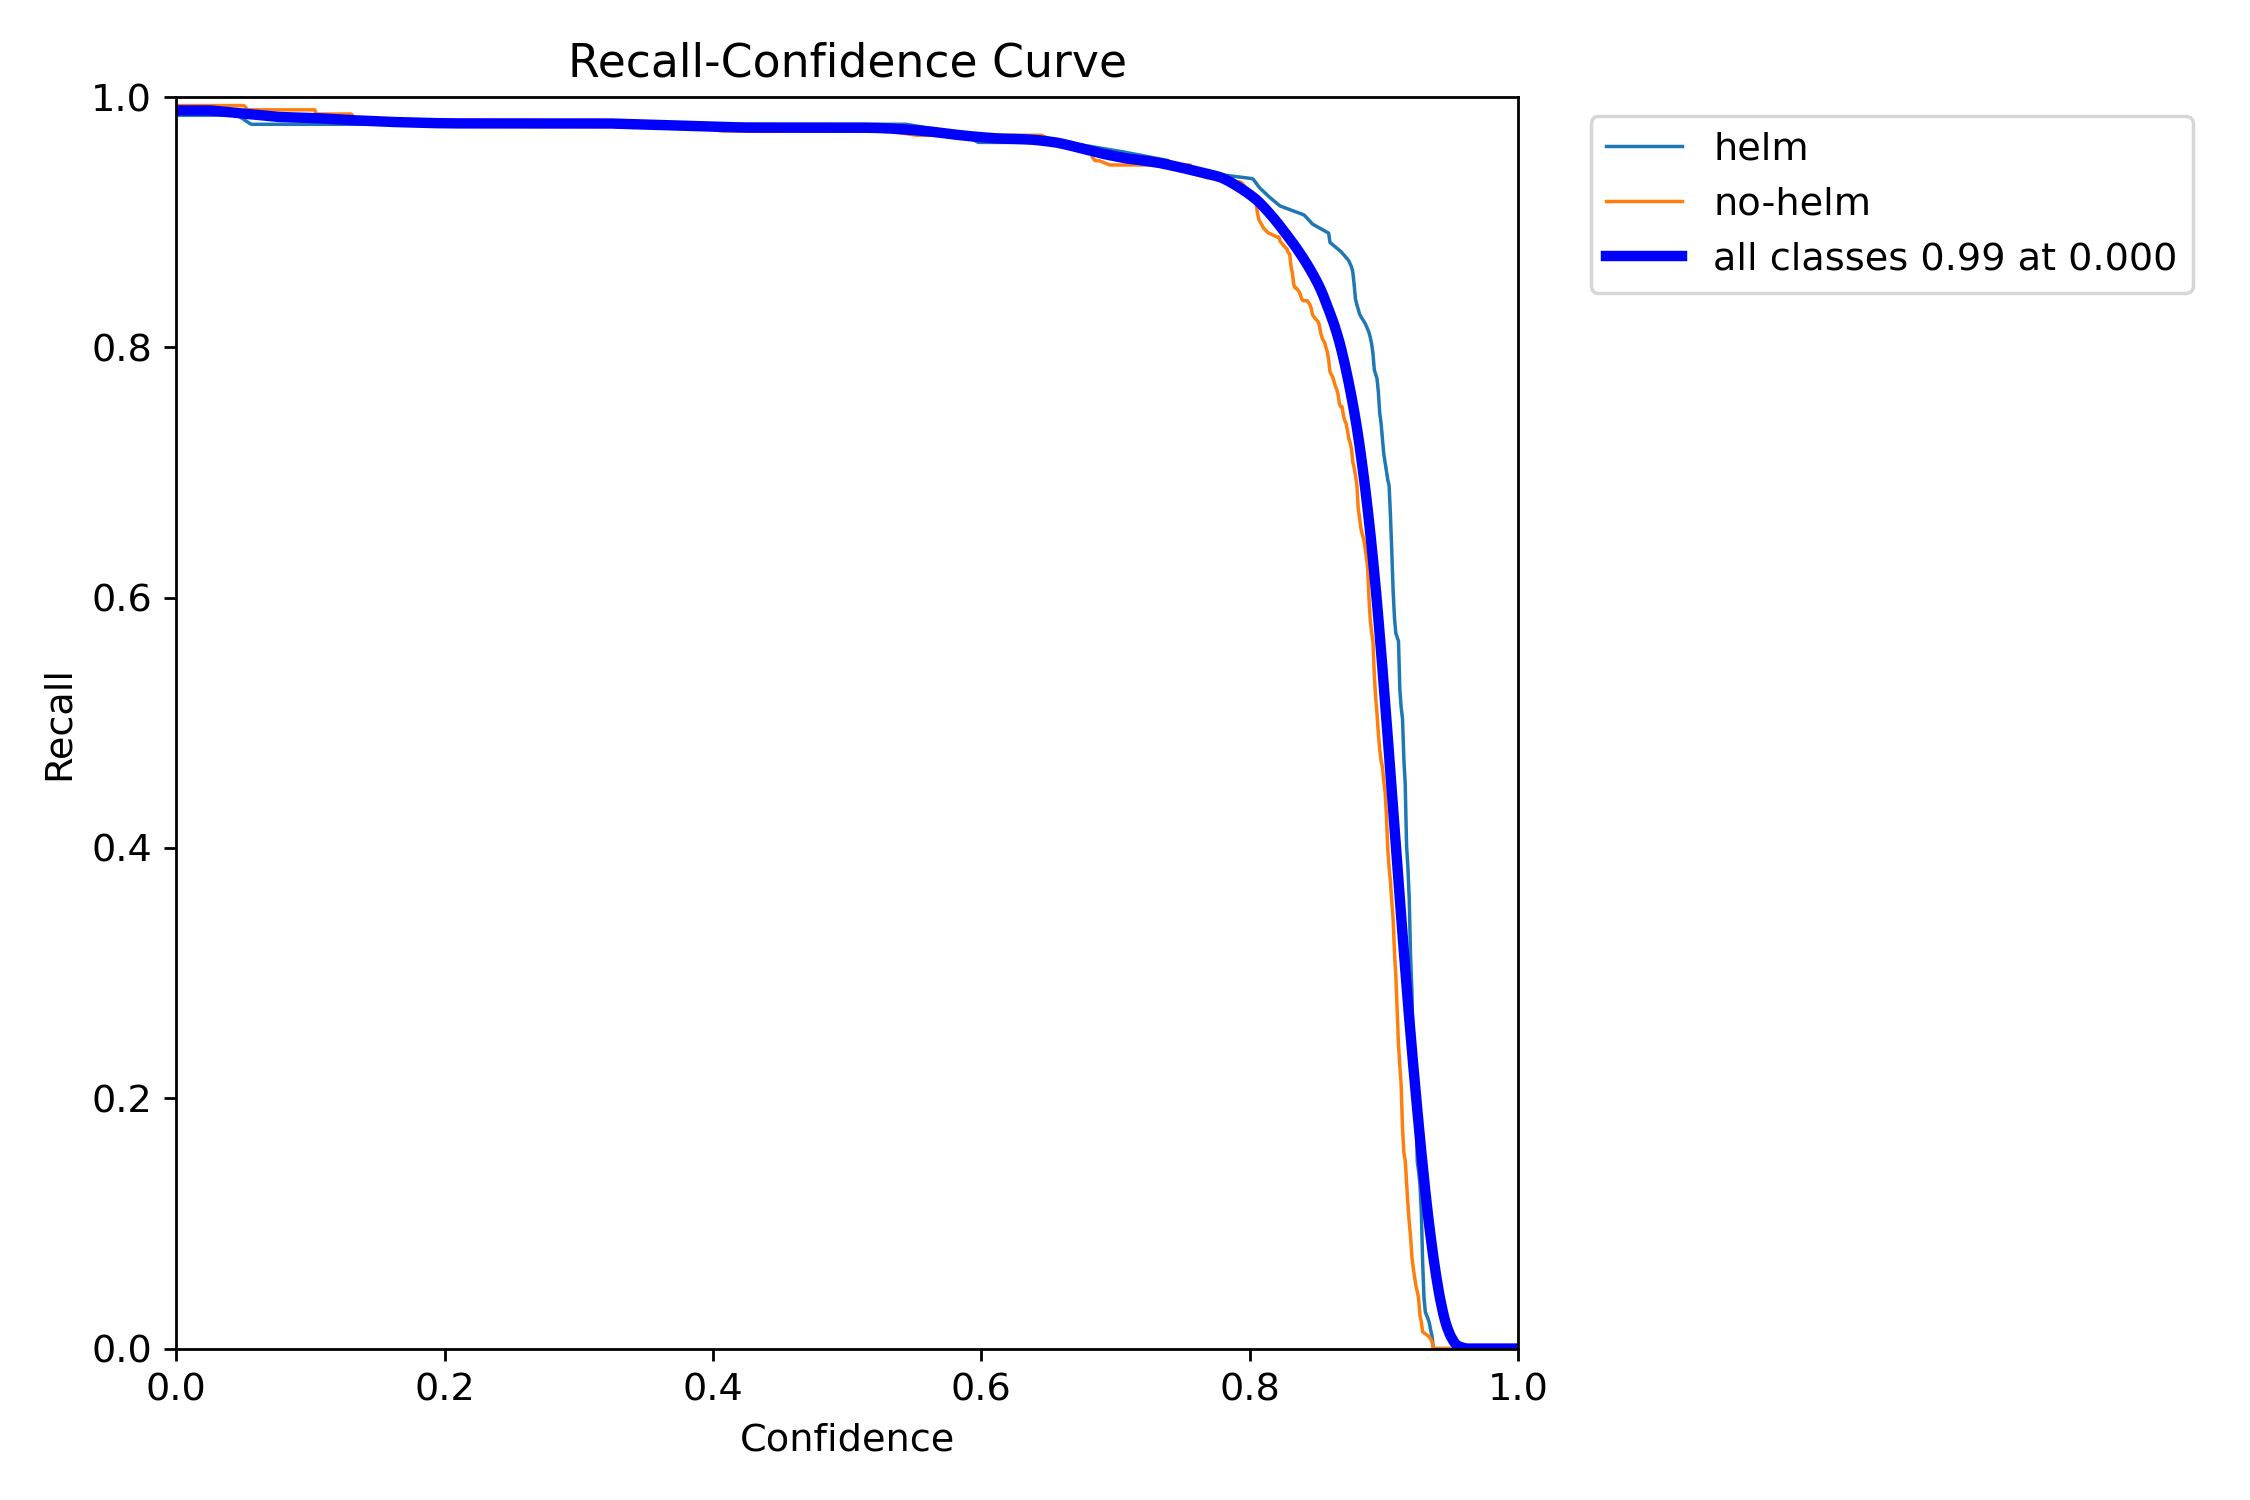 Recall-Confidence Curve
1.0
0.8
0.6
0.4
0.2
0.0
Recall
0.0 0.2 0.4 0.6 0.8 1.0
Confidence
helm
no-helm
all classes 0.99 at 0.000